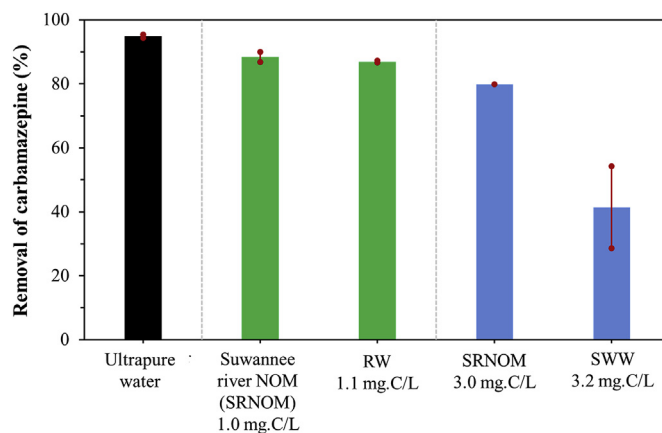 Removal of carbamazepine (%)
100
80
60
40
20
0
Ultrapure
water
Suwannee
river NOM
(SRNOM)
1.0 mg.C/L
RW
1.1 mg.C/L
SRNOM
3.0 mg.C/L
SWW
3.2 mg.C/L